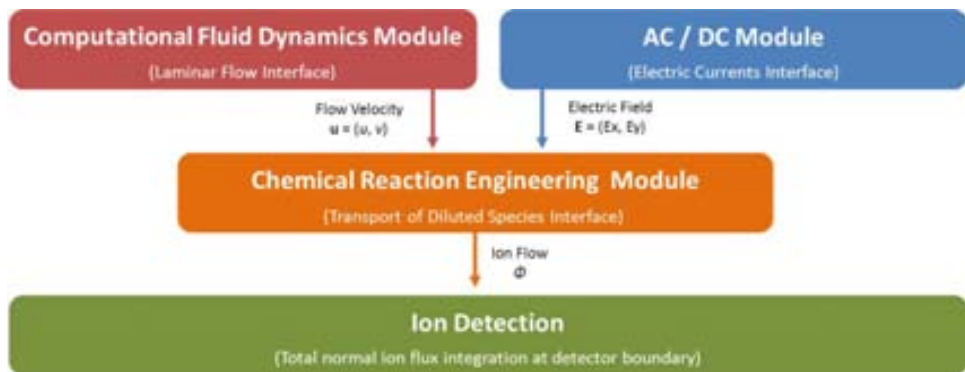 Computational Fluid Dynamics Module
(Laminar Flow Interface)
AC / DC Module
(Electric Currents Interface)
Flow Velocity
u = (u, v)
Electric Field
E = (Ex, Ey)
Chemical Reaction Engineering Module
(Transport of Diluted Species Interface)
Ion Flow
Φ
Ion Detection
(Total normal ion flux integration at detector boundary)